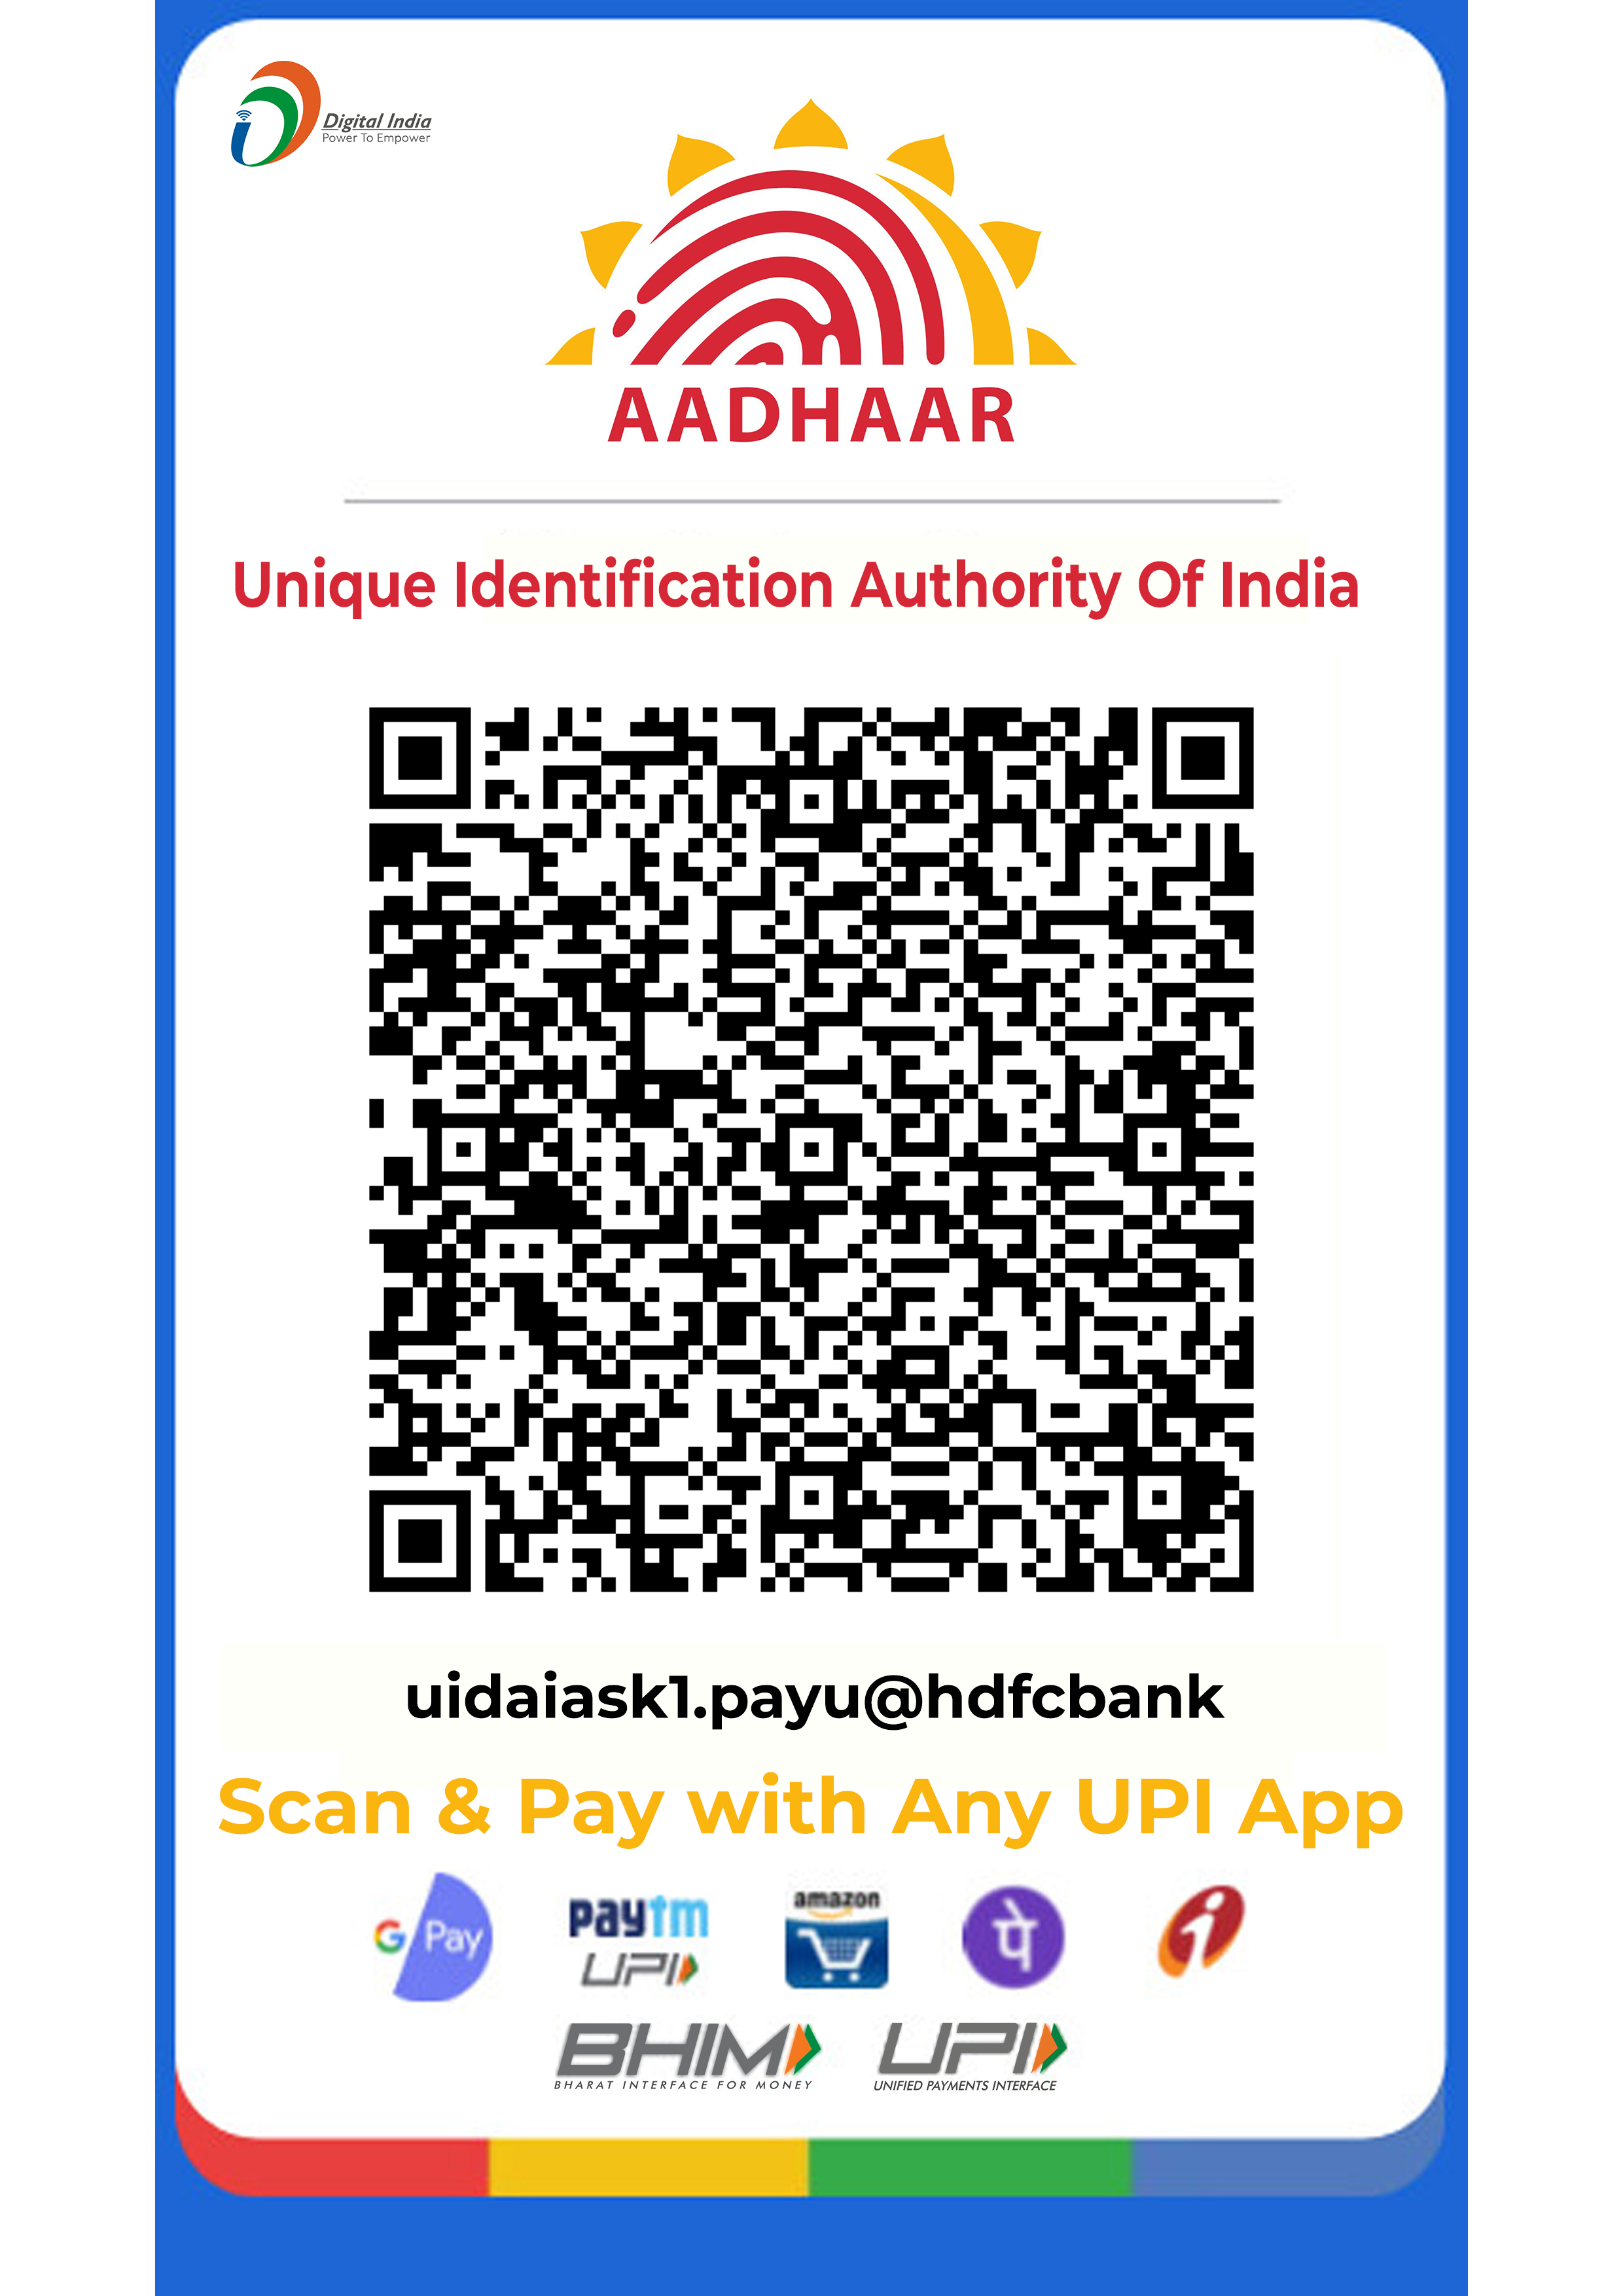 Digital India
Power To Empower
AADHAAR
Unique Identification Authority Of India
uidaiask1.payu@hdfcbank
Scan & Pay with Any UPI App
G Pay
paytm
UPI
amazon
पे
i
BHIM
BHARAT INTERFACE FOR MONEY
UPI
UNIFIED PAYMENTS INTERFACE